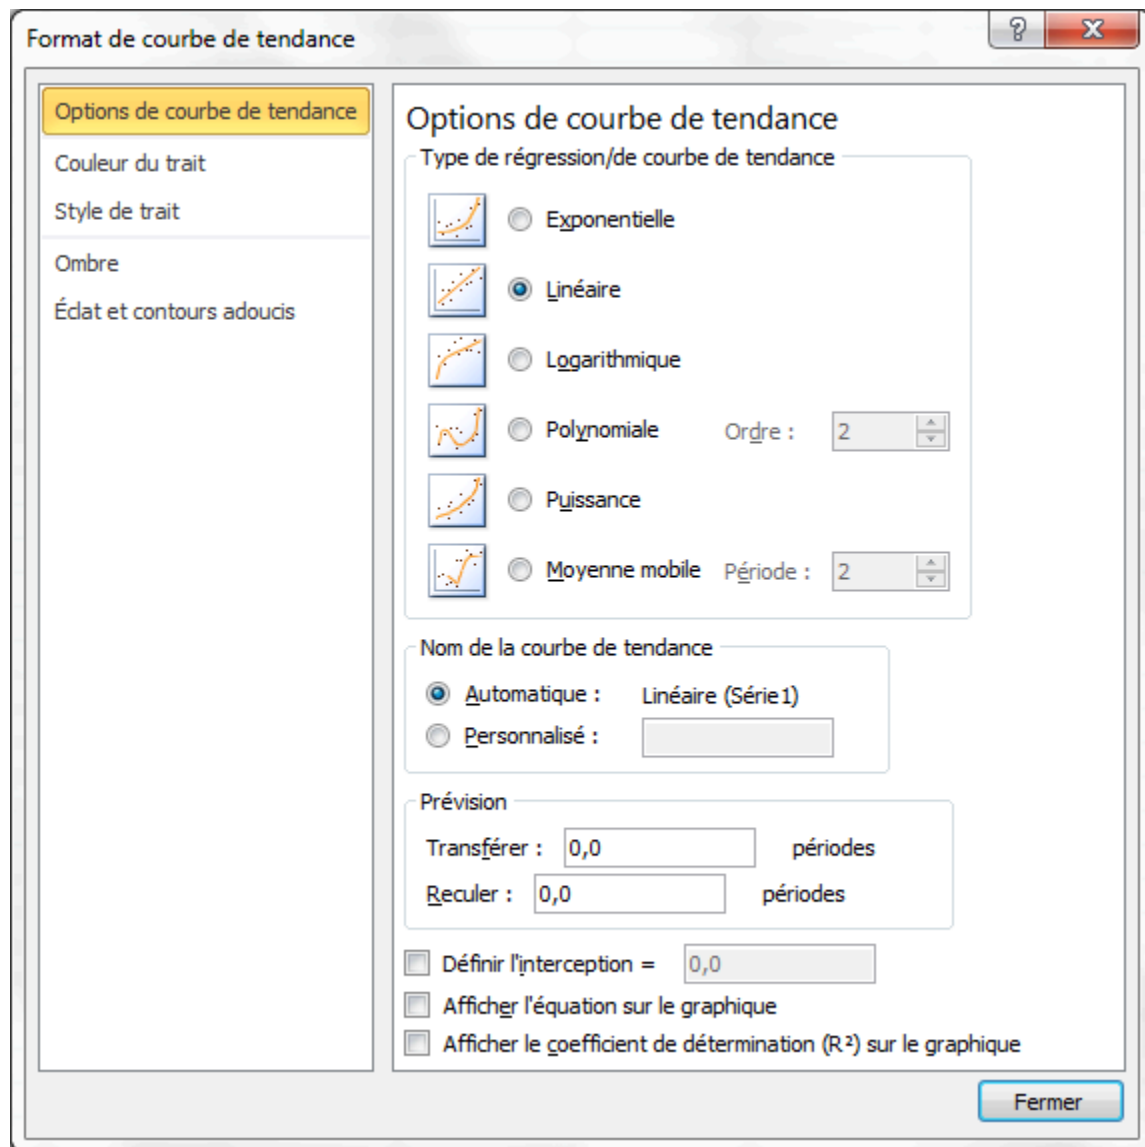 Format de courbe de tendance
Options de courbe de tendance
Couleur du trait
Style de trait
Ombre
Éclat et contours adoucis
Options de courbe de tendance
Type de régression/de courbe de tendance
Exponentielle
Linéaire
Logarithmique
Polynomiale Ordre : 2
Puissance
Moyenne mobile Période : 2
Nom de la courbe de tendance
Automatique : Linéaire (Série1)
Personnalisé :
Prévision
Transférer : 0,0 périodes
Reculer : 0,0 périodes
Définir l'interception = 0,0
Afficher l'équation sur le graphique
Afficher le coefficient de détermination (R²) sur le graphique
Fermer